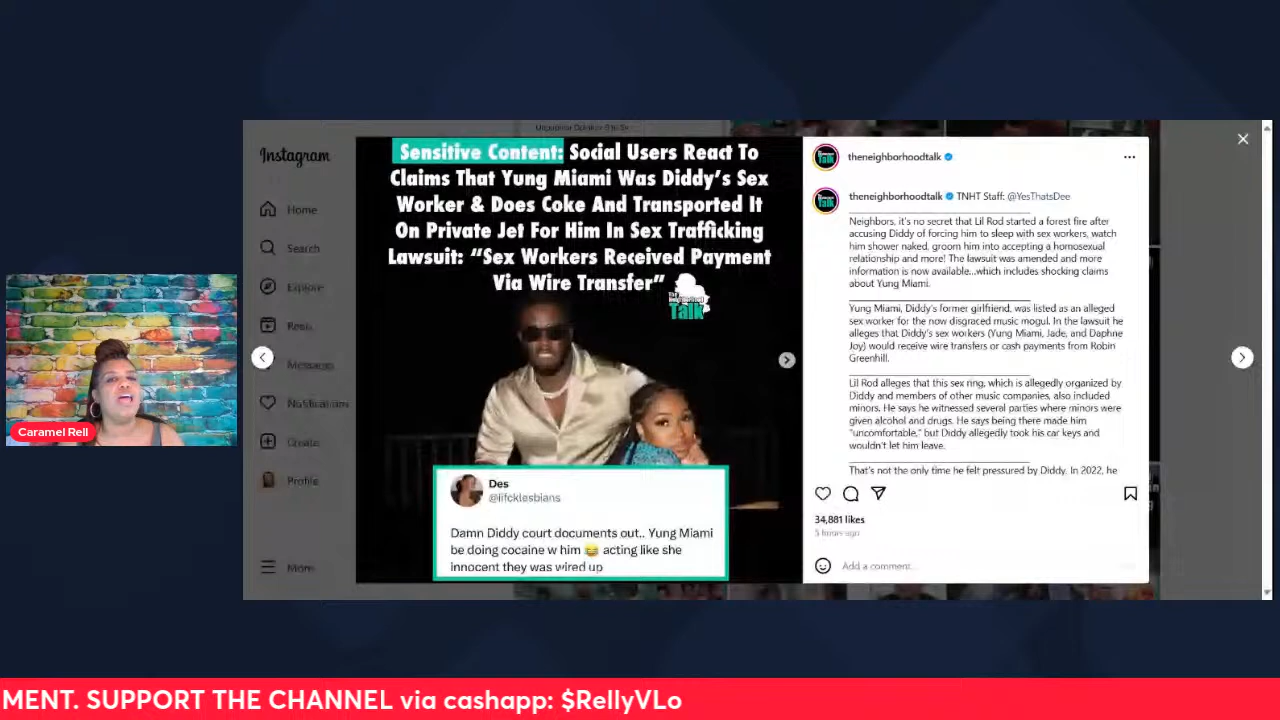 Instagram
Home
Search
Explore
Reels
Messages
Notifications
Create
Profile
More
Caramel Rell
Sensitive Content: Social Users React To
Claims That Yung Miami Was Diddy's Sex
Worker & Does Coke And Transported It
On Private Jet For Him In Sex Trafficking
Lawsuit: “Sex Workers Received Payment
Via Wire Transfer”
The
Neighborhood
Talk
Des
@lifcklesbians
Damn Diddy court documents out.. Yung Miami
be doing cocaine w him 😂 acting like she
innocent they was wired up
theneighborhoodtalk
theneighborhoodtalk TNHT Staff: @YesThatsDee
Neighbors, it's no secret that Lil Rod started a forest fire after
accusing Diddy of forcing him to sleep with sex workers, watch
him shower naked, groom him into accepting a homosexual
relationship and more! The lawsuit was amended and more
information is now available...which includes shocking claims
about Yung Miami.
Yung Miami, Diddy's former girlfriend, was listed as an alleged
sex worker for the now disgraced music mogul. In the lawsuit he
alleges that Diddy's sex workers (Yung Miami, Jade, and Daphne
Joy) would receive wire transfers or cash payments from Robin
Greenhill.
Lil Rod alleges that this sex ring, which is allegedly organized by
Diddy and members of other music companies, also included
minors. He says he witnessed several parties where minors were
given alcohol and drugs. He says being there made him
"uncomfortable," but Diddy allegedly took his car keys and
wouldn't let him leave.
That's not the only time he felt pressured by Diddy. In 2022, he
34,881 likes
5 hours ago
Add a comment...
MENT. SUPPORT THE CHANNEL via cashapp: $RellyVLo